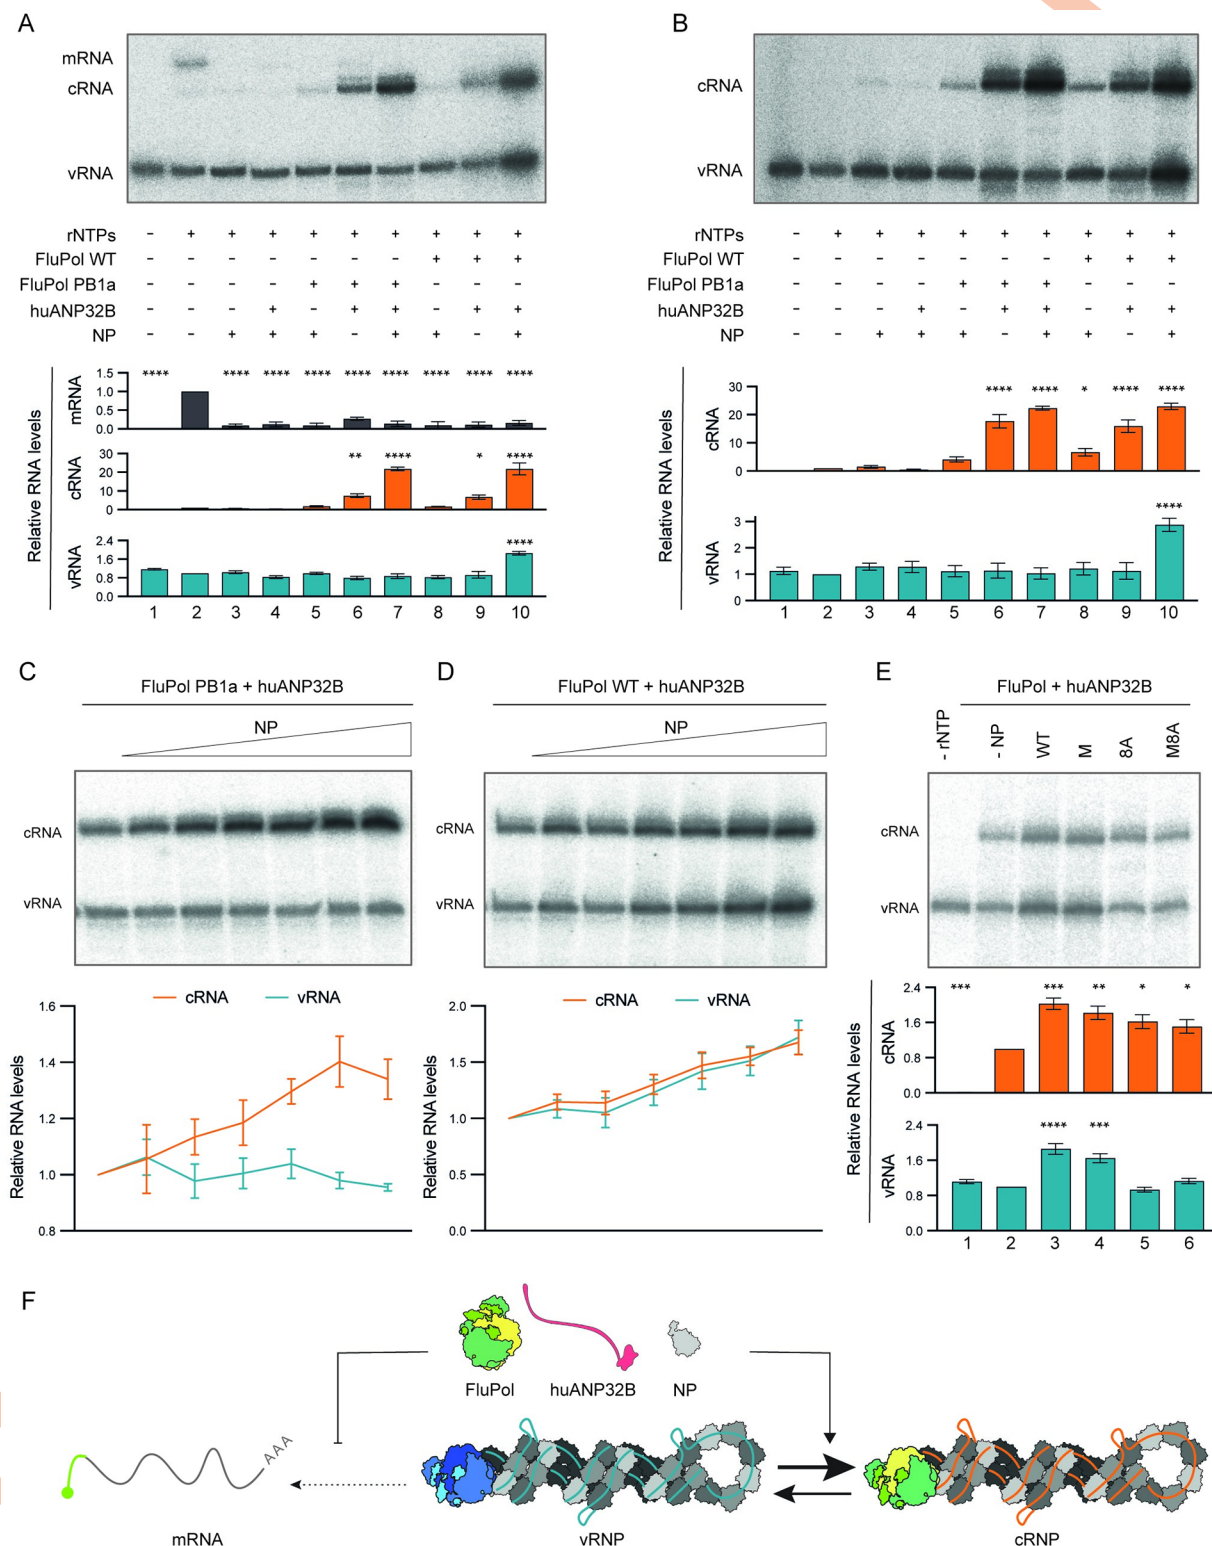 A
mRNA
cRNA
vRNA
rNTPs - + + + + + + + + +
FluPol WT - - - - - - - + + +
FluPol PB1a - - - - + + + - - -
huANP32B - - - + - + + - + +
NP - - + + + - + + - +
Relative RNA levels
mRNA
1.5
1.0
0.5
0.0
**** **** **** **** **** **** **** **** ****
cRNA
30
20
10
0
** **** * ****
vRNA
2.4
1.6
0.8
0.0
****
1 2 3 4 5 6 7 8 9 10
B
cRNA
vRNA
rNTPs - + + + + + + + + +
FluPol WT - - - - - - - + + +
FluPol PB1a - - - - + + + - - -
huANP32B - - - + - + + - + +
NP - - + + + - + + - +
Relative RNA levels
cRNA
30
20
10
0
**** **** * **** ****
vRNA
3
2
1
0
****
1 2 3 4 5 6 7 8 9 10
C
FluPol PB1a + huANP32B
NP
cRNA
vRNA
cRNA vRNA
Relative RNA levels
1.6
1.4
1.2
1.0
0.8
D
FluPol WT + huANP32B
NP
cRNA
vRNA
cRNA vRNA
Relative RNA levels
2.0
1.5
1.0
0.5
0.0
E
FluPol + huANP32B
- rNTP
- NP
WT
M
8A
M8A
cRNA
vRNA
Relative RNA levels
cRNA
2.4
1.6
0.8
0.0
*** *** ** * *
vRNA
2.4
1.6
0.8
0.0
**** ***
1 2 3 4 5 6
F
FluPol huANP32B NP
AAA
mRNA vRNP cRNP